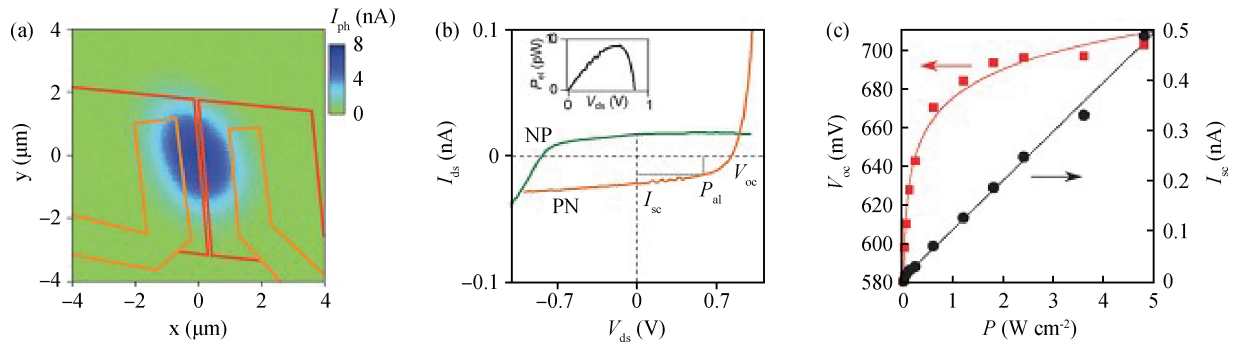 (a)
I_ph (nA)
8
4
0
4
2
0
−2
−4
y (μm)
−4
−2
0
2
4
x (μm)
(b)
0.1
0
−0.1
I_ds (nA)
P_el (pW)
0
0
1
V_ds (V)
NP
PN
I_sc
P_al
V_oc
−0.7
0
0.7
V_ds (V)
(c)
700
680
660
640
620
600
580
V_oc (mV)
0.5
0.4
0.3
0.2
0.1
0
I_sc (nA)
0
1
2
3
4
5
P (W cm⁻²)